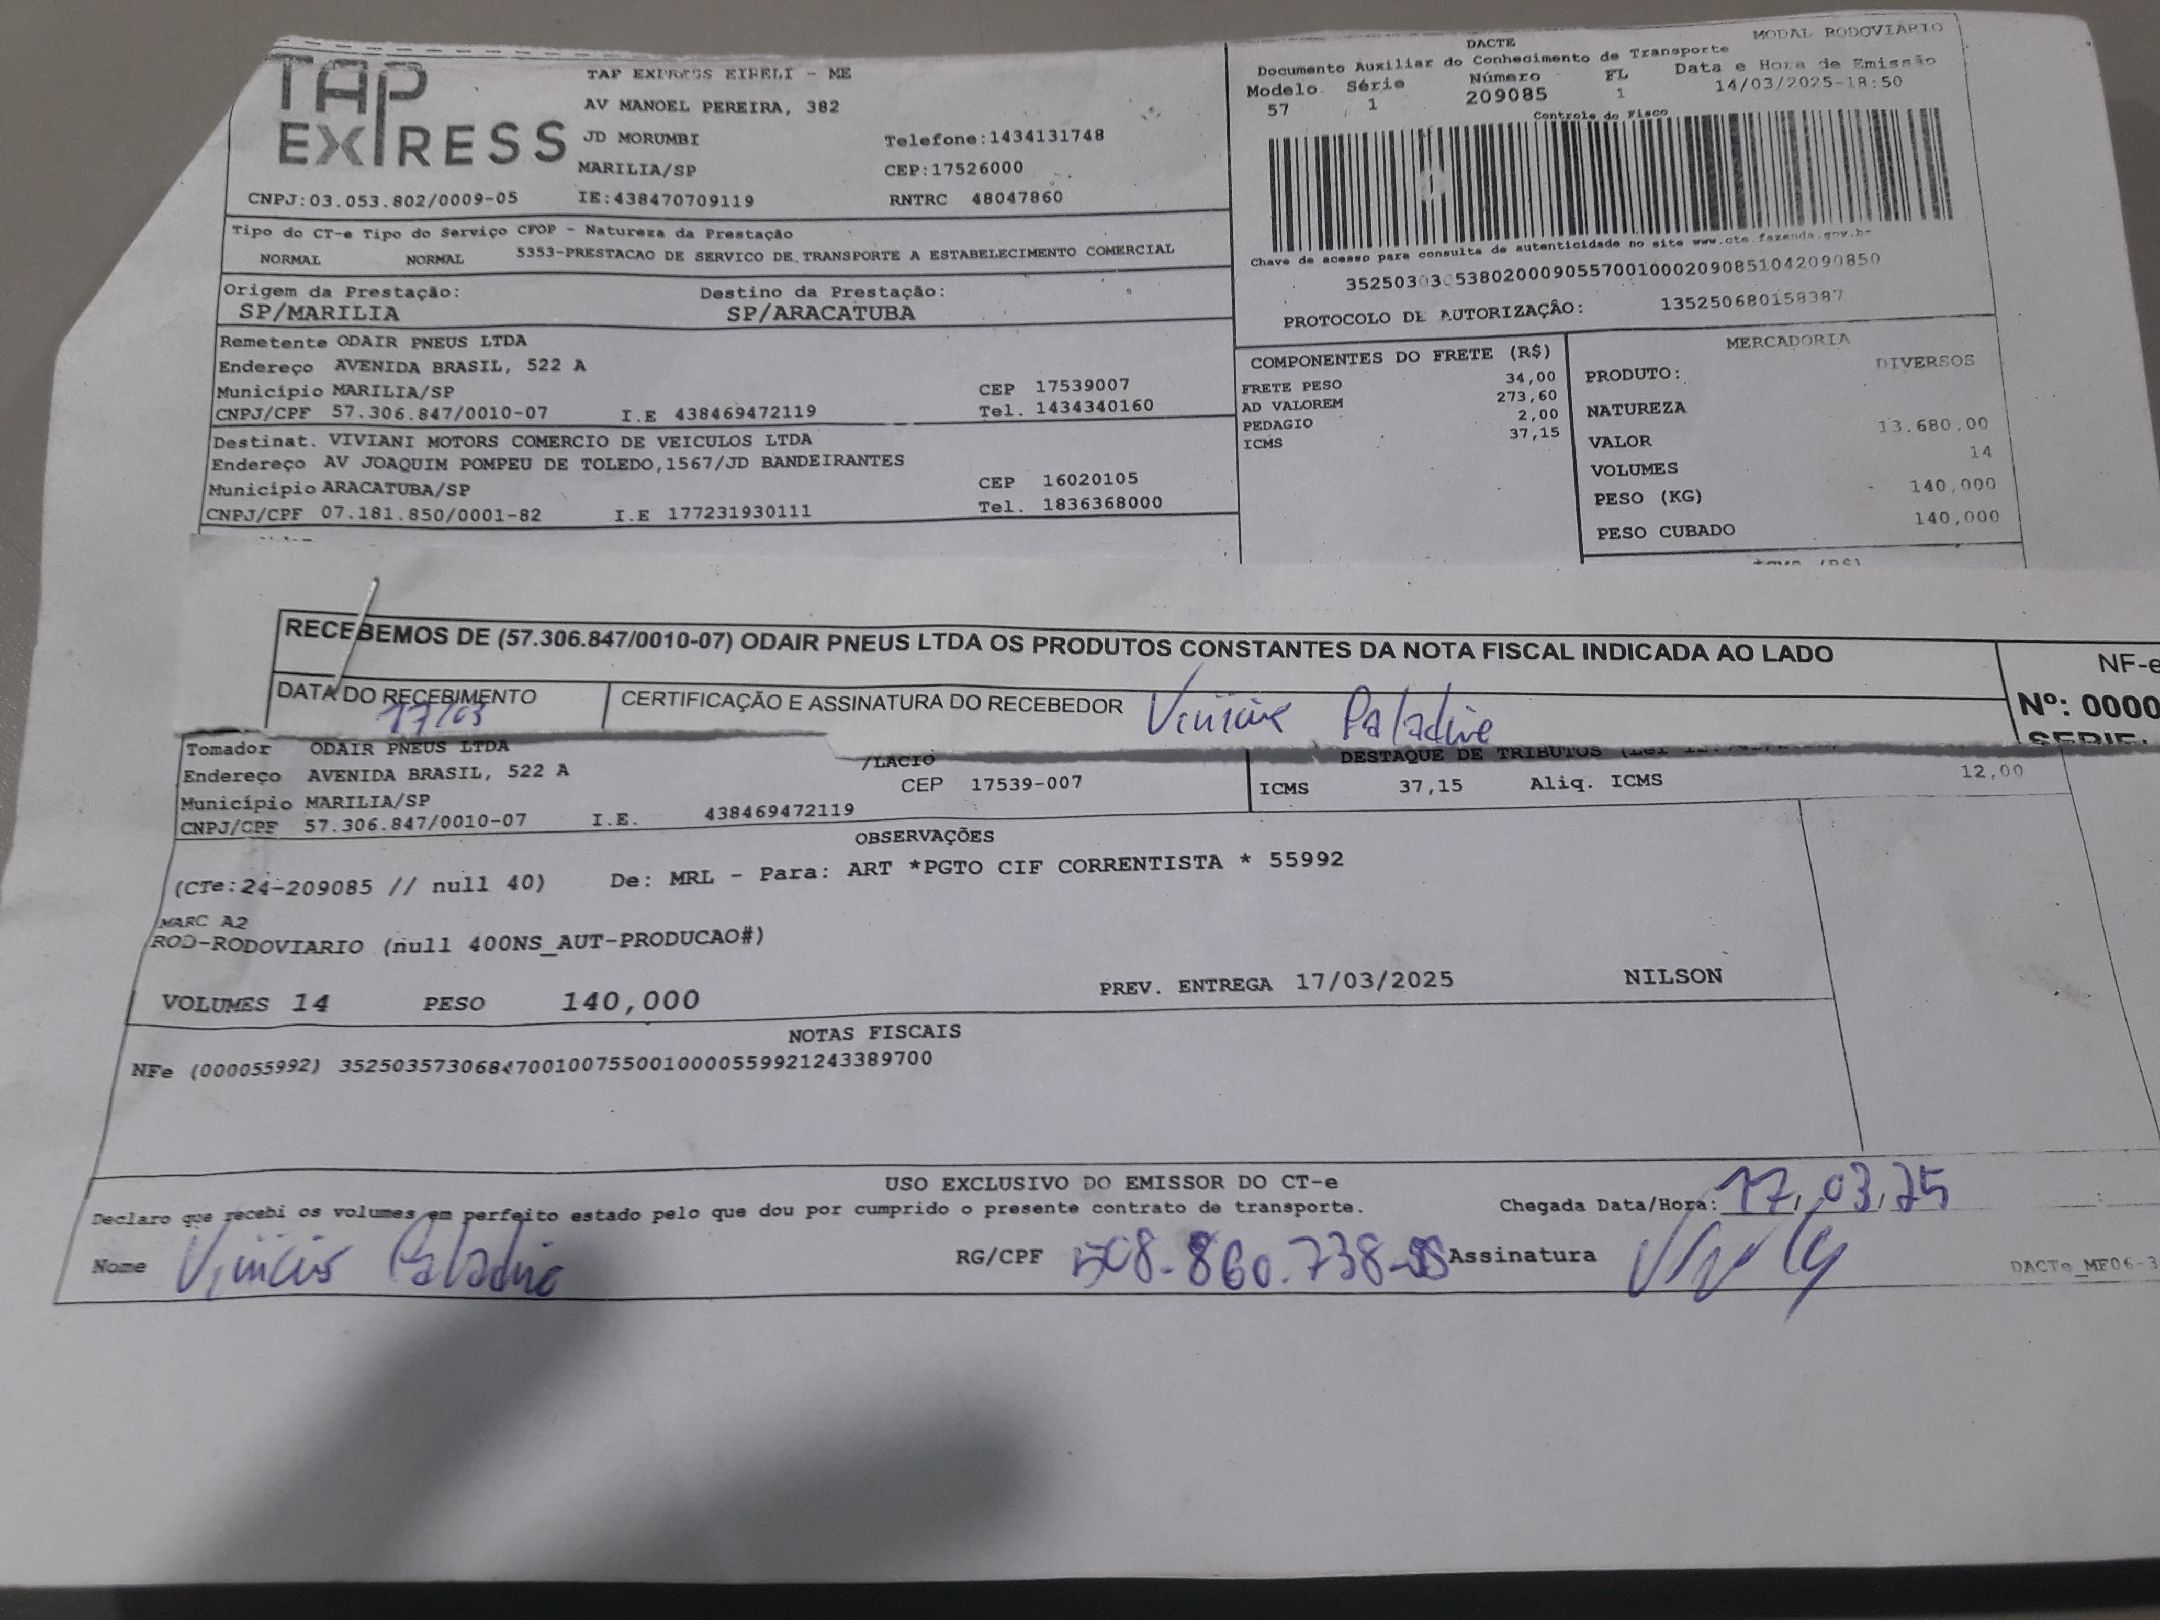 TAP EXPRESS
TAP EXPRESS EIRELI - ME
AV MANOEL PEREIRA, 382
JD MORUMBI Telefone:1434131748
MARILIA/SP CEP:17526000
CNPJ:03.053.802/0009-05 IE:438470709119 RNTRC 48047860
DACTE MODAL RODOVIÁRIO
Documento Auxiliar do Conhecimento de Transporte
Modelo Série Número FL Data e Hora de Emissão
57 1 209085 1 14/03/2025-18:50
Controle do Fisco
Chave de acesso para consulta de autenticidade no site www.cte.fazenda.gov.br
PROTOCOLO DE AUTORIZAÇÃO: 135250680158387
Tipo do CT-e Tipo do Serviço CFOP - Natureza da Prestação
NORMAL NORMAL 5353-PRESTACAO DE SERVICO DE TRANSPORTE A ESTABELECIMENTO COMERCIAL
Origem da Prestação: Destino da Prestação:
SP/MARILIA SP/ARACATUBA
Remetente ODAIR PNEUS LTDA
Endereço AVENIDA BRASIL, 522 A
Município MARILIA/SP CEP 17539007
CNPJ/CPF 57.306.847/0010-07 I.E 438469472119 Tel. 1434340160
Destinat. VIVIANI MOTORS COMERCIO DE VEICULOS LTDA
Endereço AV JOAQUIM POMPEU DE TOLEDO,1567/JD BANDEIRANTES
Município ARACATUBA/SP CEP 16020105
CNPJ/CPF 07.181.850/0001-82 I.E 177231930111 Tel. 1836368000
COMPONENTES DO FRETE (R$)
FRETE PESO 34,00
AD VALOREM 273,60
PEDAGIO 2,00
ICMS 37,15
MERCADORIA
PRODUTO: DIVERSOS
NATUREZA
VALOR 13.680,00
VOLUMES 14
PESO (KG) 140,000
PESO CUBADO 140,000
RECEBEMOS DE (57.306.847/0010-07) ODAIR PNEUS LTDA OS PRODUTOS CONSTANTES DA NOTA FISCAL INDICADA AO LADO
NF-e
DATA DO RECEBIMENTO CERTIFICAÇÃO E ASSINATURA DO RECEBEDOR Vinicius Paladino
17/03
Nº: 0000
SERIE:
Tomador ODAIR PNEUS LTDA
/LACIO DESTAQUE DE TRIBUTOS
Endereço AVENIDA BRASIL, 522 A CEP 17539-007
ICMS 37,15 Aliq. ICMS 12,00
Município MARILIA/SP
CNPJ/CPF 57.306.847/0010-07 I.E. 438469472119
OBSERVAÇÕES
(CTe:24-209085 // null 40) De: MRL - Para: ART *PGTO CIF CORRENTISTA * 55992
MARC A2
ROD-RODOVIARIO (null 400NS_AUT-PRODUCAO#)
VOLUMES 14 PESO 140,000 PREV. ENTREGA 17/03/2025 NILSON
NOTAS FISCAIS
NFe (000055992) 35250357306847001007550010000559921243389700
USO EXCLUSIVO DO EMISSOR DO CT-e
Declaro que recebi os volumes em perfeito estado pelo que dou por cumprido o presente contrato de transporte. Chegada Data/Hora: 17/03/25
Nome Vinicius Paladino RG/CPF Assinatura